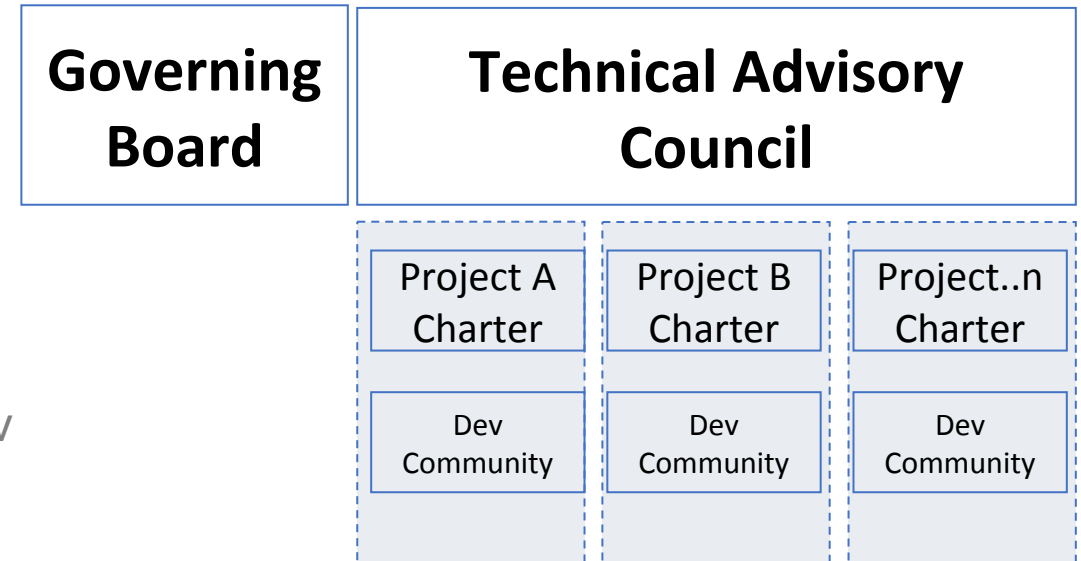 Governing
Board
Technical Advisory
Council
Project A
Charter
Project B
Charter
Project..n
Charter
Dev
Community
Dev
Community
Dev
Community